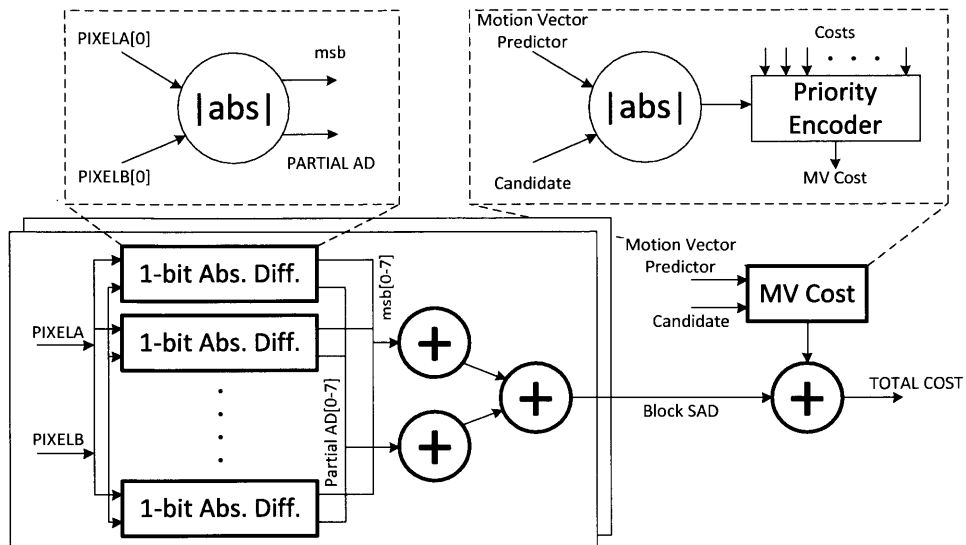 PIXELA[0]
msb
|abs|
PIXELB[0]
PARTIAL AD
Motion Vector
Predictor
Costs
|abs|
Priority
Encoder
Candidate
MV Cost
1-bit Abs. Diff.
msb[0-7]
Motion Vector
Predictor
MV Cost
Candidate
PIXELA
1-bit Abs. Diff.
+
+
+
+
TOTAL COST
Block SAD
Partial AD[0-7]
PIXELB
1-bit Abs. Diff.